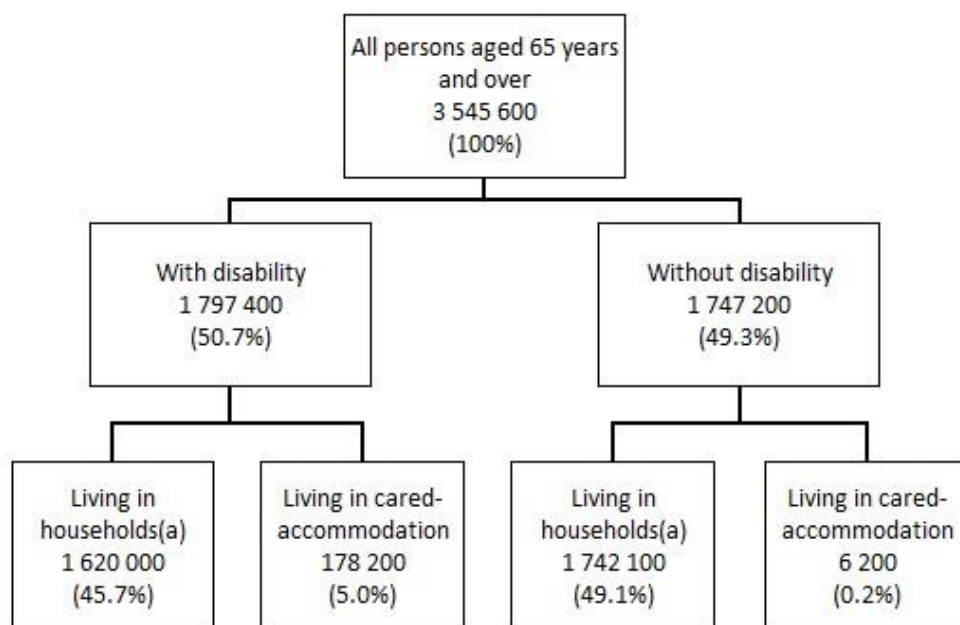 All persons aged 65 years
and over
3 545 600
(100%)
With disability
1 797 400
(50.7%)
Without disability
1 747 200
(49.3%)
Living in
households(a)
1 620 000
(45.7%)
Living in cared-
accommodation
178 200
(5.0%)
Living in
households(a)
1 742 100
(49.1%)
Living in cared-
accommodation
6 200
(0.2%)